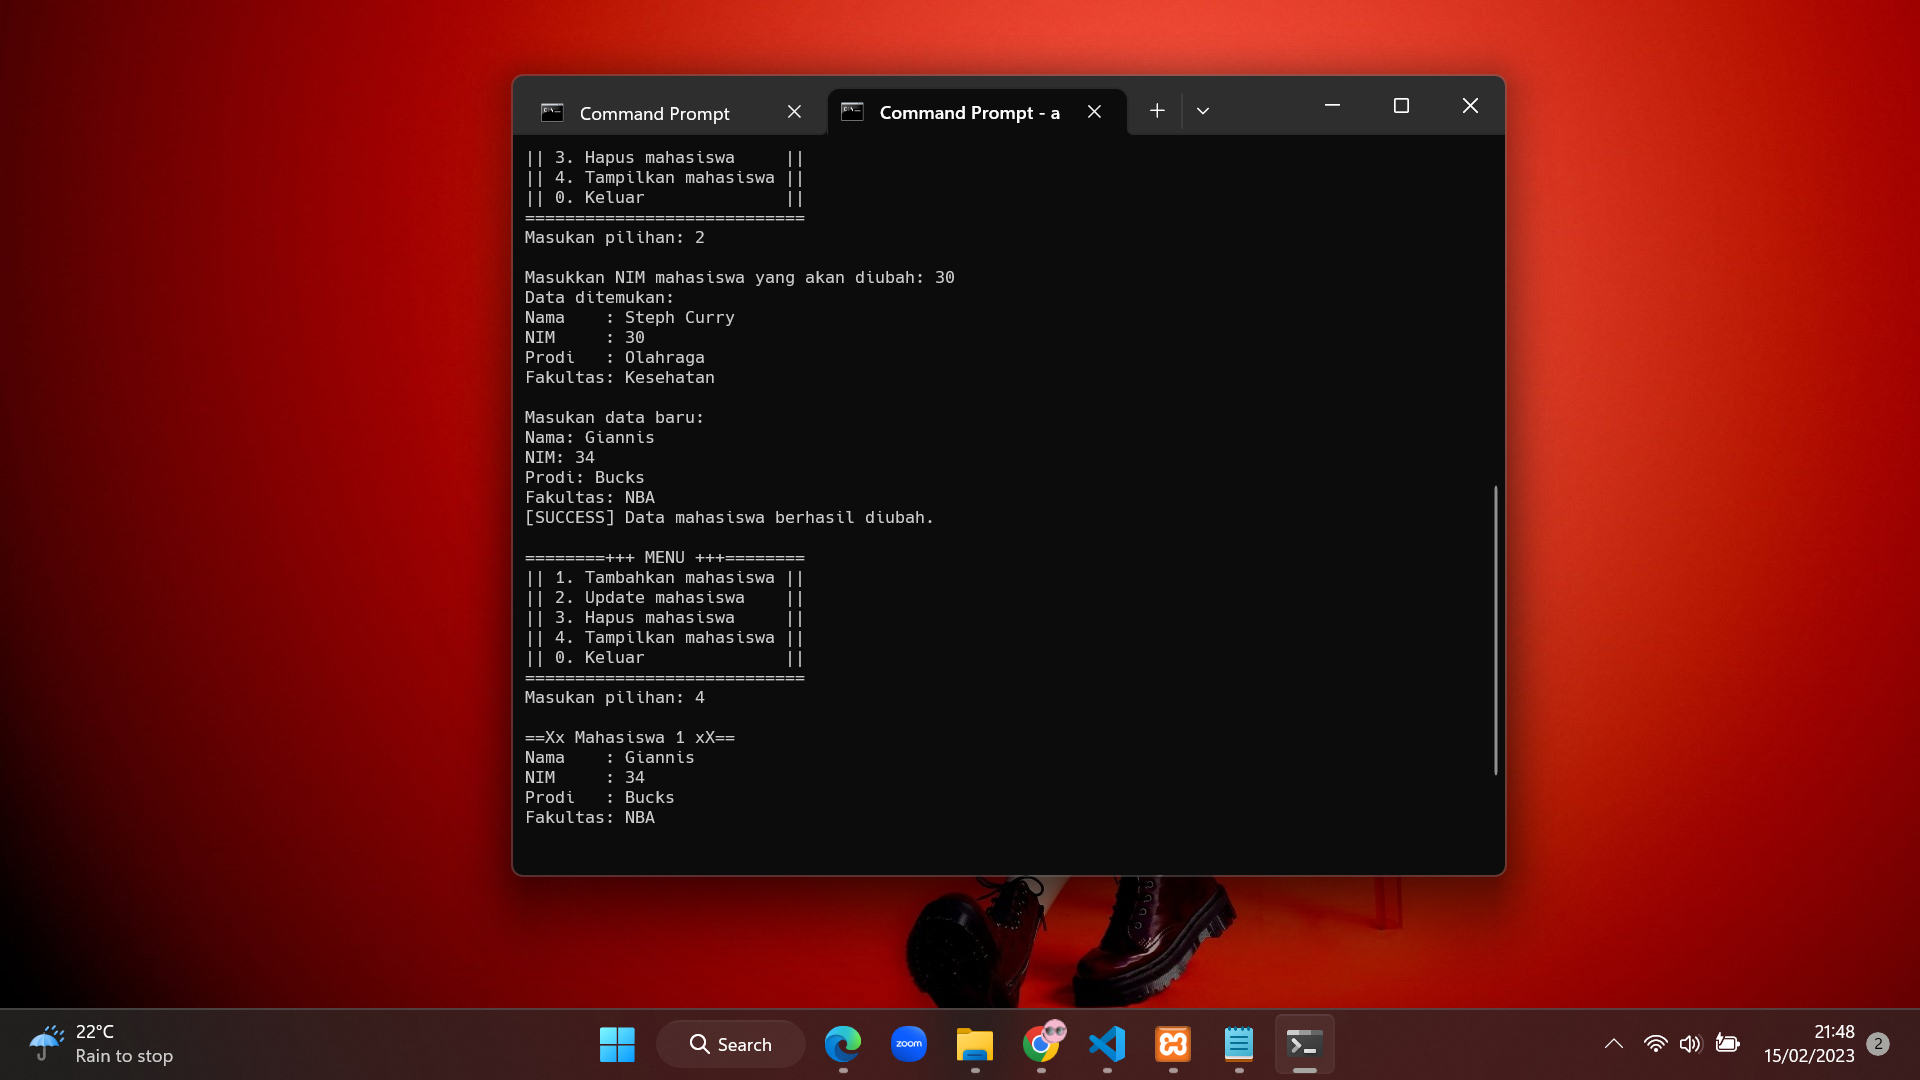 Command Prompt
Command Prompt - a
|| 3. Hapus mahasiswa     ||
|| 4. Tampilkan mahasiswa ||
|| 0. Keluar              ||
============================
Masukan pilihan: 2
Masukkan NIM mahasiswa yang akan diubah: 30
Data ditemukan:
Nama    : Steph Curry
NIM     : 30
Prodi   : Olahraga
Fakultas: Kesehatan
Masukan data baru:
Nama: Giannis
NIM: 34
Prodi: Bucks
Fakultas: NBA
[SUCCESS] Data mahasiswa berhasil diubah.
========+++ MENU +++========
|| 1. Tambahkan mahasiswa ||
|| 2. Update mahasiswa    ||
|| 3. Hapus mahasiswa     ||
|| 4. Tampilkan mahasiswa ||
|| 0. Keluar              ||
============================
Masukan pilihan: 4
==Xx Mahasiswa 1 xX==
Nama    : Giannis
NIM     : 34
Prodi   : Bucks
Fakultas: NBA
22°C
Rain to stop
Search
zoom
21:48
15/02/2023
2